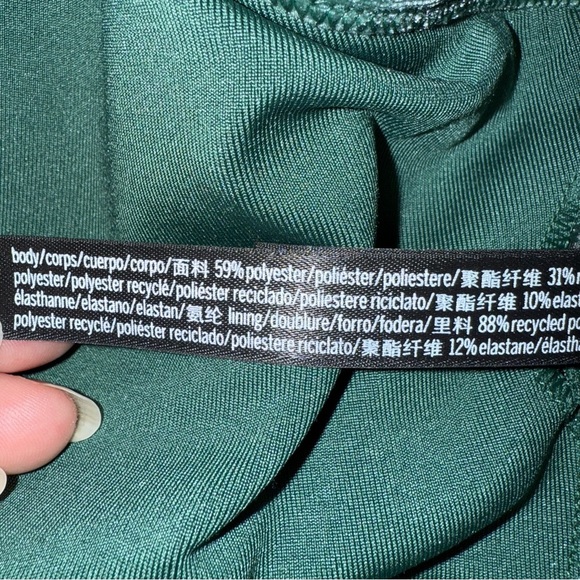 body/corps/cuerpo/corpo/面料 59% polyester/poliéster/poliestere/聚酯纤维 31%
polyester/polyester recyclé/poliéster reciclado/poliestere riciclato/聚酯纤维 10%
élasthanne/elastano/elastan/氨纶 lining/doublure/forro/fodera/里料 88% recycled
polyester recyclé/poliéster reciclado/poliestere riciclato/聚酯纤维 12% elastane/